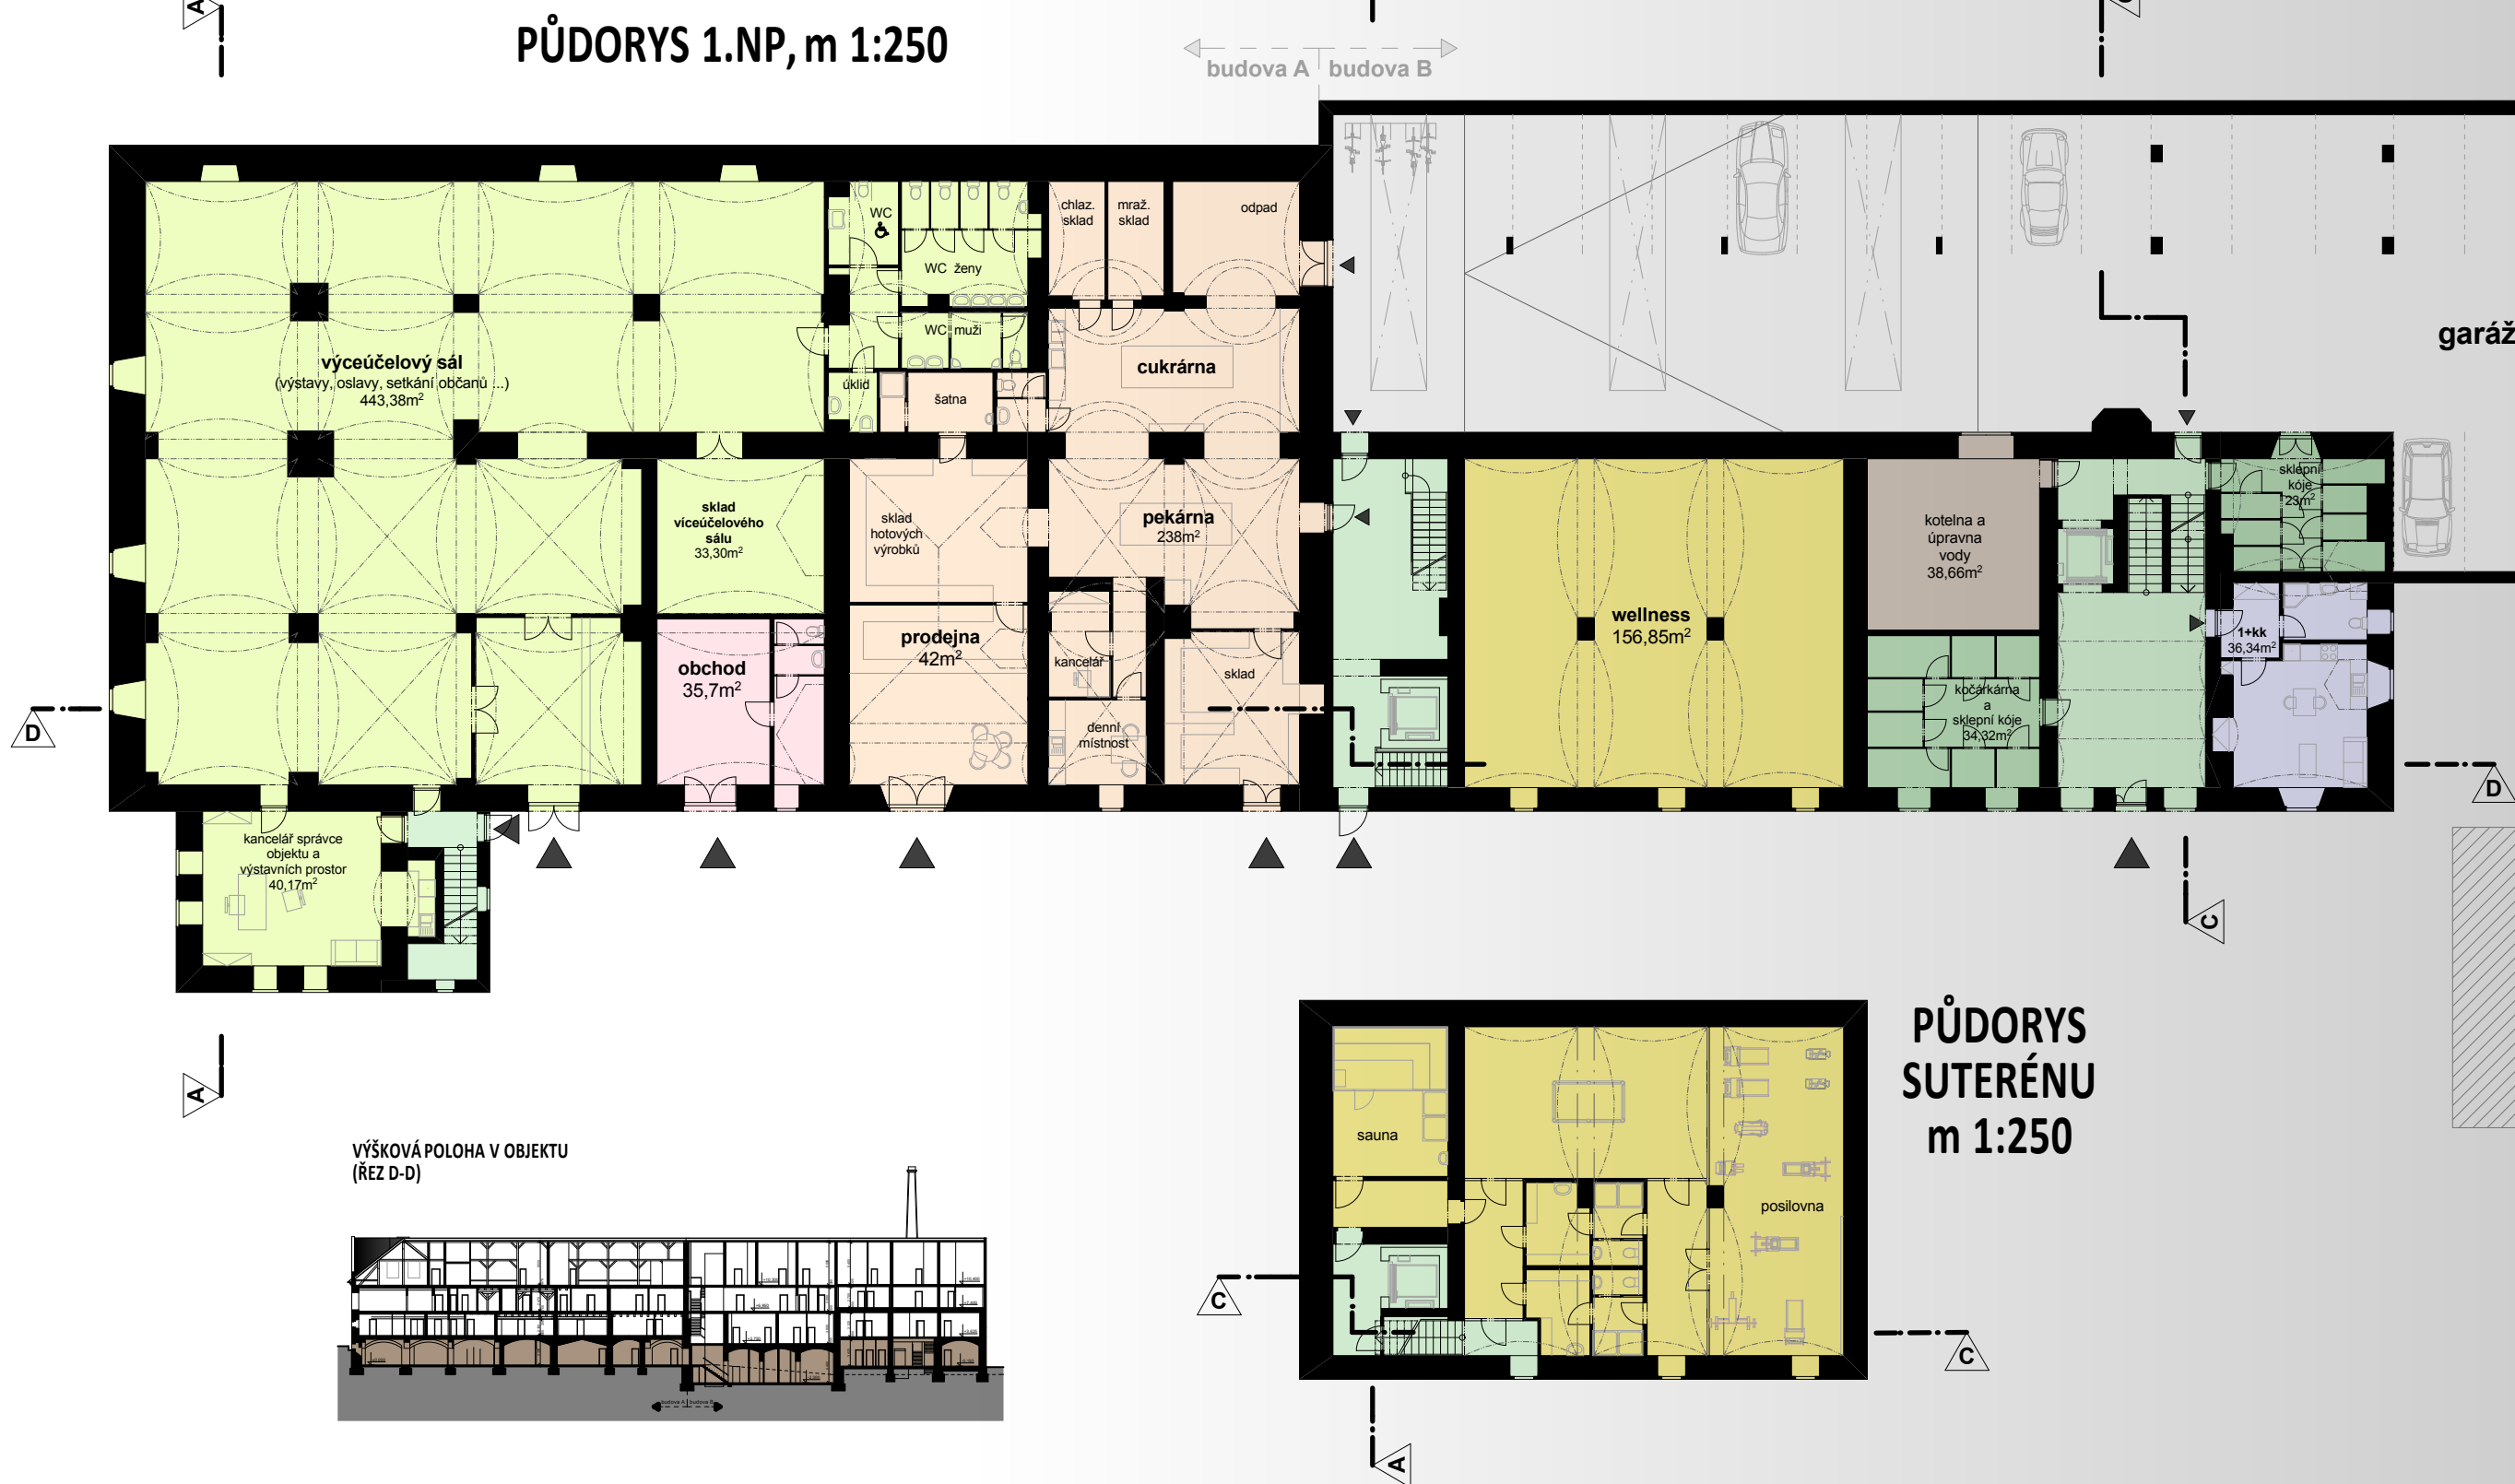 A
PŮDORYS 1.NP, m 1:250
budova A
budova B
chlaz.
sklad
mraž.
sklad
odpad
WC
WC ženy
WC muži
úklid
šatna
výceúčelový sál
(výstavy, oslavy, setkání občanů ...)
443,38m²
cukrárna
garáž
sklad
víceúčelového
sálu
33,30m²
sklad
hotových
výrobků
pekárna
238m²
kotelna a
úpravna
vody
38,66m²
sklepní
kóje
23m²
wellness
156,85m²
1+kk
36,34m²
obchod
35,7m²
prodejna
42m²
kancelář
sklad
kočárkárna
a
sklepní kóje
34,32m²
denní
místnost
D
D
kancelář správce
objektu a
výstavních prostor
40,17m²
C
A
PŮDORYS
SUTERÉNU
m 1:250
sauna
posilovna
C
C
A
VÝŠKOVÁ POLOHA V OBJEKTU
(ŘEZ D-D)
budova A
budova B